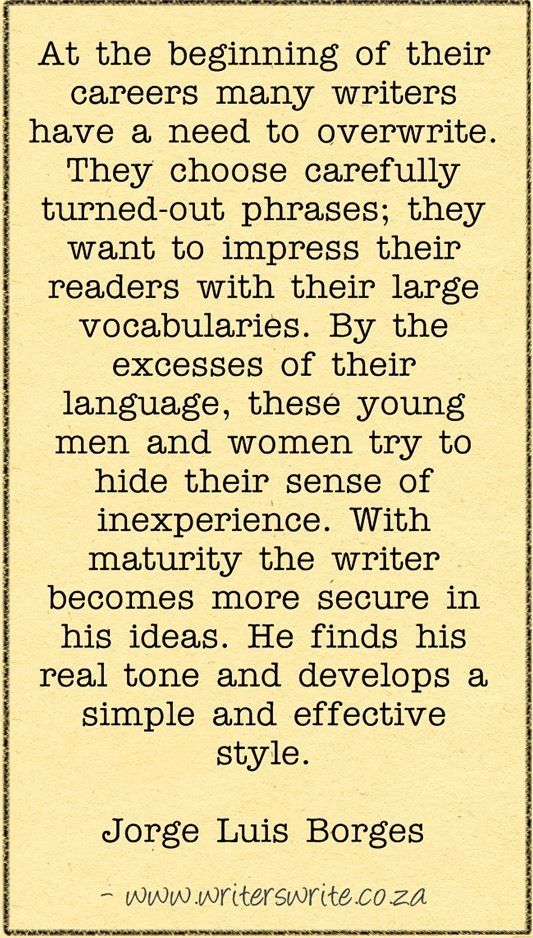 At the beginning of their
careers many writers
have a need to overwrite.
They choose carefully
turned-out phrases; they
want to impress their
readers with their large
vocabularies. By the
excesses of their
language, these young
men and women try to
hide their sense of
inexperience. With
maturity the writer
becomes more secure in
his ideas. He finds his
real tone and develops a
simple and effective
style.
Jorge Luis Borges
- www.writerswrite.co.za